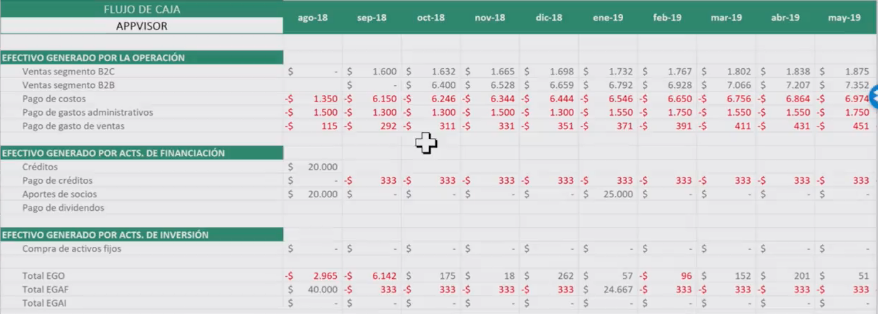 FLUJO DE CAJA ago-18 sep-18 oct-18 nov-18 dic-18 ene-19 feb-19 mar-19 abr-19 may-19
APPVISOR
EFECTIVO GENERADO POR LA OPERACIÓN
Ventas segmento B2C $ - $ 1.600 $ 1.632 $ 1.665 $ 1.698 $ 1.732 $ 1.767 $ 1.802 $ 1.838 $ 1.875
Ventas segmento B2B $ - $ 6.400 $ 6.528 $ 6.659 $ 6.792 $ 6.928 $ 7.066 $ 7.207 $ 7.352
Pago de costos -$ 1.350 -$ 6.150 -$ 6.246 -$ 6.344 -$ 6.444 -$ 6.546 -$ 6.650 -$ 6.756 -$ 6.864 -$ 6.974
Pago de gastos administrativos -$ 1.500 -$ 1.300 -$ 1.300 -$ 1.500 -$ 1.300 -$ 1.550 -$ 1.750 -$ 1.550 -$ 1.550 -$ 1.750
Pago de gasto de ventas -$ 115 -$ 292 -$ 311 -$ 331 -$ 351 -$ 371 -$ 391 -$ 411 -$ 431 -$ 451
EFECTIVO GENERADO POR ACTS. DE FINANCIACIÓN
Créditos $ 20.000
Pago de créditos $ - -$ 333 -$ 333 -$ 333 -$ 333 -$ 333 -$ 333 -$ 333 -$ 333 -$ 333
Aportes de socios $ 20.000 $ - $ - $ - $ - $ 25.000 $ - $ - $ - $ -
Pago de dividendos
EFECTIVO GENERADO POR ACTS. DE INVERSIÓN
Compra de activos fijos $ - $ - $ - $ - $ - $ - $ - $ - $ - $ -
Total EGO -$ 2.965 -$ 6.142 $ 175 $ 18 $ 262 $ 57 -$ 96 $ 152 $ 201 $ 51
Total EGAF $ 40.000 -$ 333 -$ 333 -$ 333 -$ 333 $ 24.667 -$ 333 -$ 333 -$ 333 -$ 333
Total EGAI $ - $ - $ - $ - $ - $ - $ - $ - $ - $ -